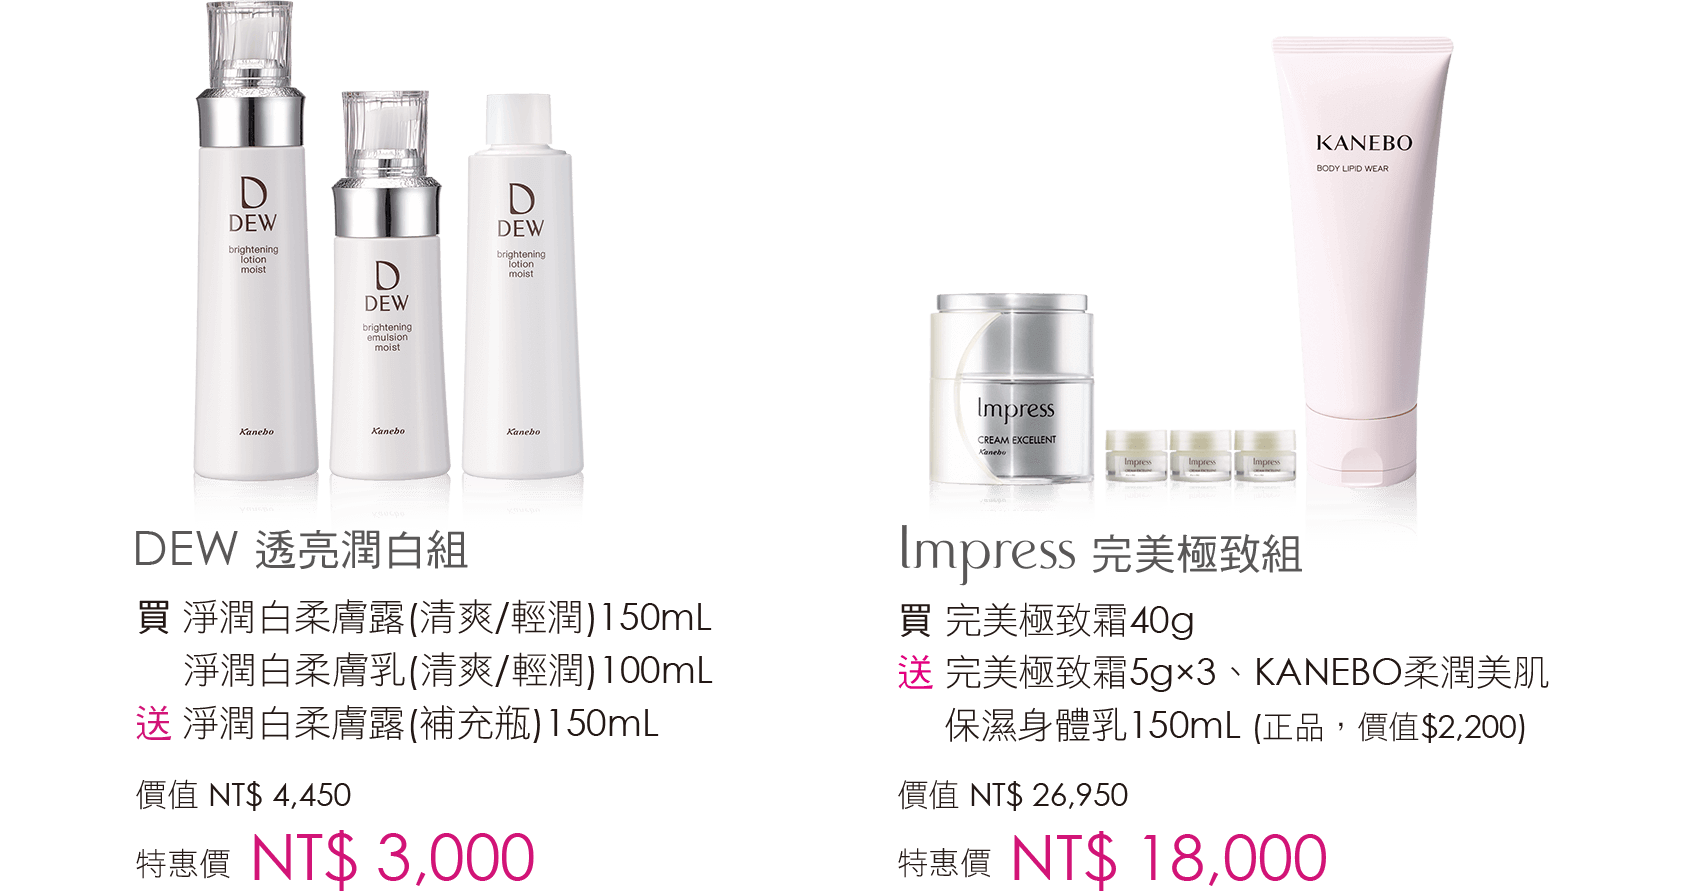 D
DEW
brightening
lotion
moist
Kanebo
D
DEW
brightening
emulsion
moist
Kanebo
D
DEW
brightening
lotion
moist
Kanebo
DEW 透亮潤白組
買 淨潤白柔膚露(清爽/輕潤)150mL
淨潤白柔膚乳(清爽/輕潤)100mL
送 淨潤白柔膚露(補充瓶)150mL
價值 NT$ 4,450
特惠價 NT$ 3,000
Impress
CREAM EXCELLENT
Kanebo
Impress
Impress
Impress
KANEBO
BODY LIPID WEAR
Impress 完美極致組
買 完美極致霜40g
送 完美極致霜5g×3、KANEBO柔潤美肌
保濕身體乳150mL (正品，價值$2,200)
價值 NT$ 26,950
特惠價 NT$ 18,000